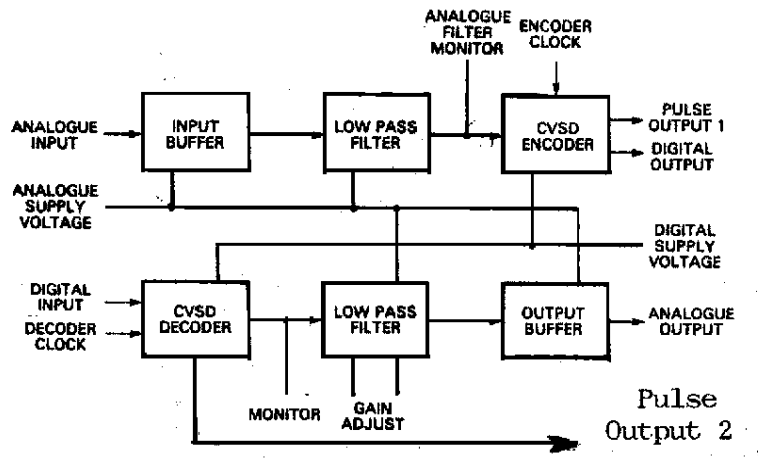 ANALOGUE
FILTER
MONITOR
ENCODER
CLOCK
ANALOGUE
INPUT
INPUT
BUFFER
LOW PASS
FILTER
CVSD
ENCODER
PULSE
OUTPUT 1
DIGITAL
OUTPUT
ANALOGUE
SUPPLY
VOLTAGE
DIGITAL
SUPPLY
VOLTAGE
DIGITAL
INPUT
DECODER
CLOCK
CVSD
DECODER
LOW PASS
FILTER
OUTPUT
BUFFER
ANALOGUE
OUTPUT
MONITOR
GAIN
ADJUST
Pulse
Output 2